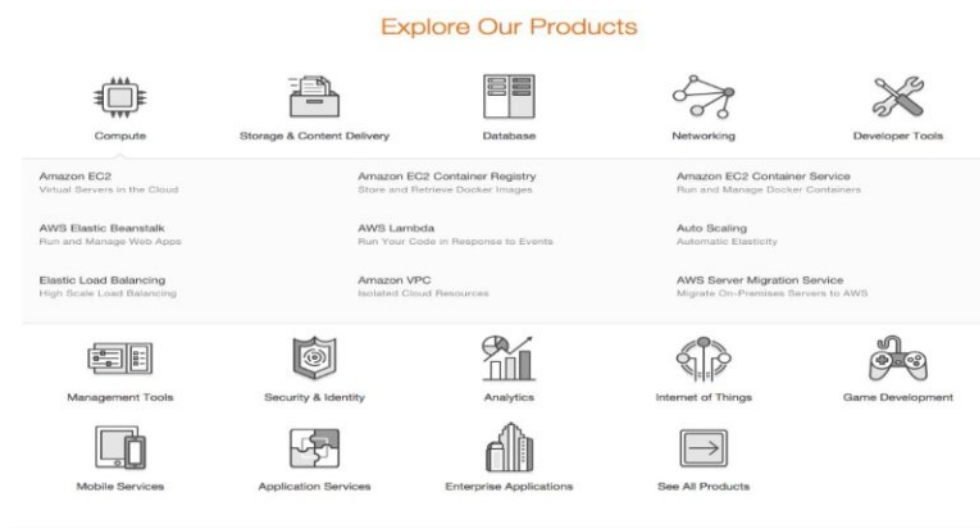 Explore Our Products
Compute
Storage & Content Delivery
Database
Networking
Developer Tools
Amazon EC2
Virtual Servers in the Cloud
Amazon EC2 Container Registry
Store and Retrieve Docker Images
Amazon EC2 Container Service
Run and Manage Docker Containers
AWS Elastic Beanstalk
Run and Manage Web Apps
AWS Lambda
Run Your Code in Response to Events
Auto Scaling
Automatic Elasticity
Elastic Load Balancing
High Scale Load Balancing
Amazon VPC
Isolated Cloud Resources
AWS Server Migration Service
Migrate On-Premises Servers to AWS
Management Tools
Security & Identity
Analytics
Internet of Things
Game Development
Mobile Services
Application Services
Enterprise Applications
See All Products